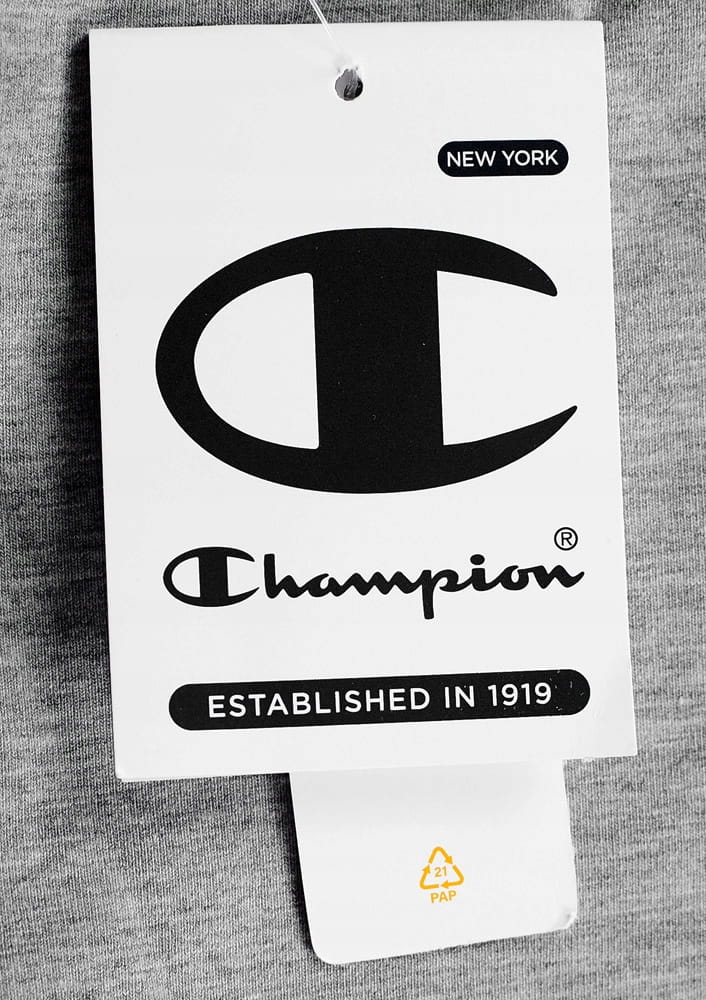 NEW YORK
C
Champion®
ESTABLISHED IN 1919
21
PAP